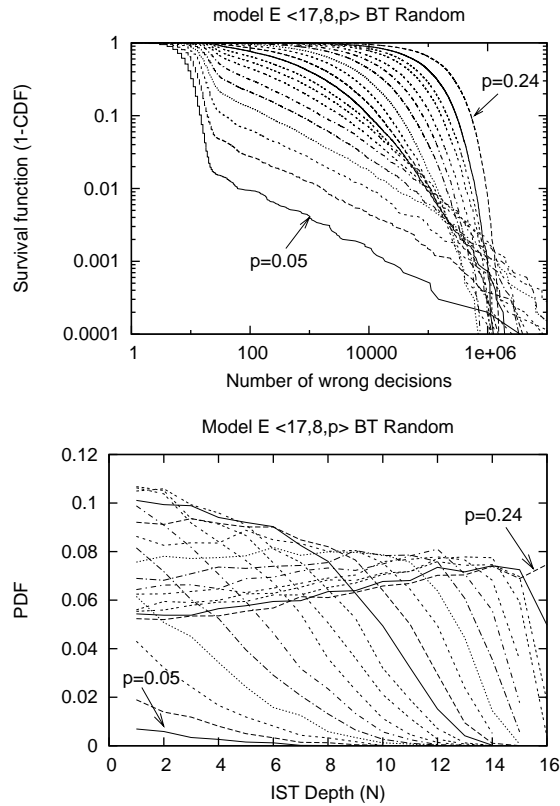 model E <17,8,p> BT Random
Survival function (1-CDF)
1
0.1
0.01
0.001
0.0001
p=0.24
p=0.05
1
100
10000
1e+06
Number of wrong decisions
Model E <17,8,p> BT Random
PDF
0.12
0.1
0.08
0.06
0.04
0.02
0
p=0.24
p=0.05
0
2
4
6
8
10
12
14
16
IST Depth (N)